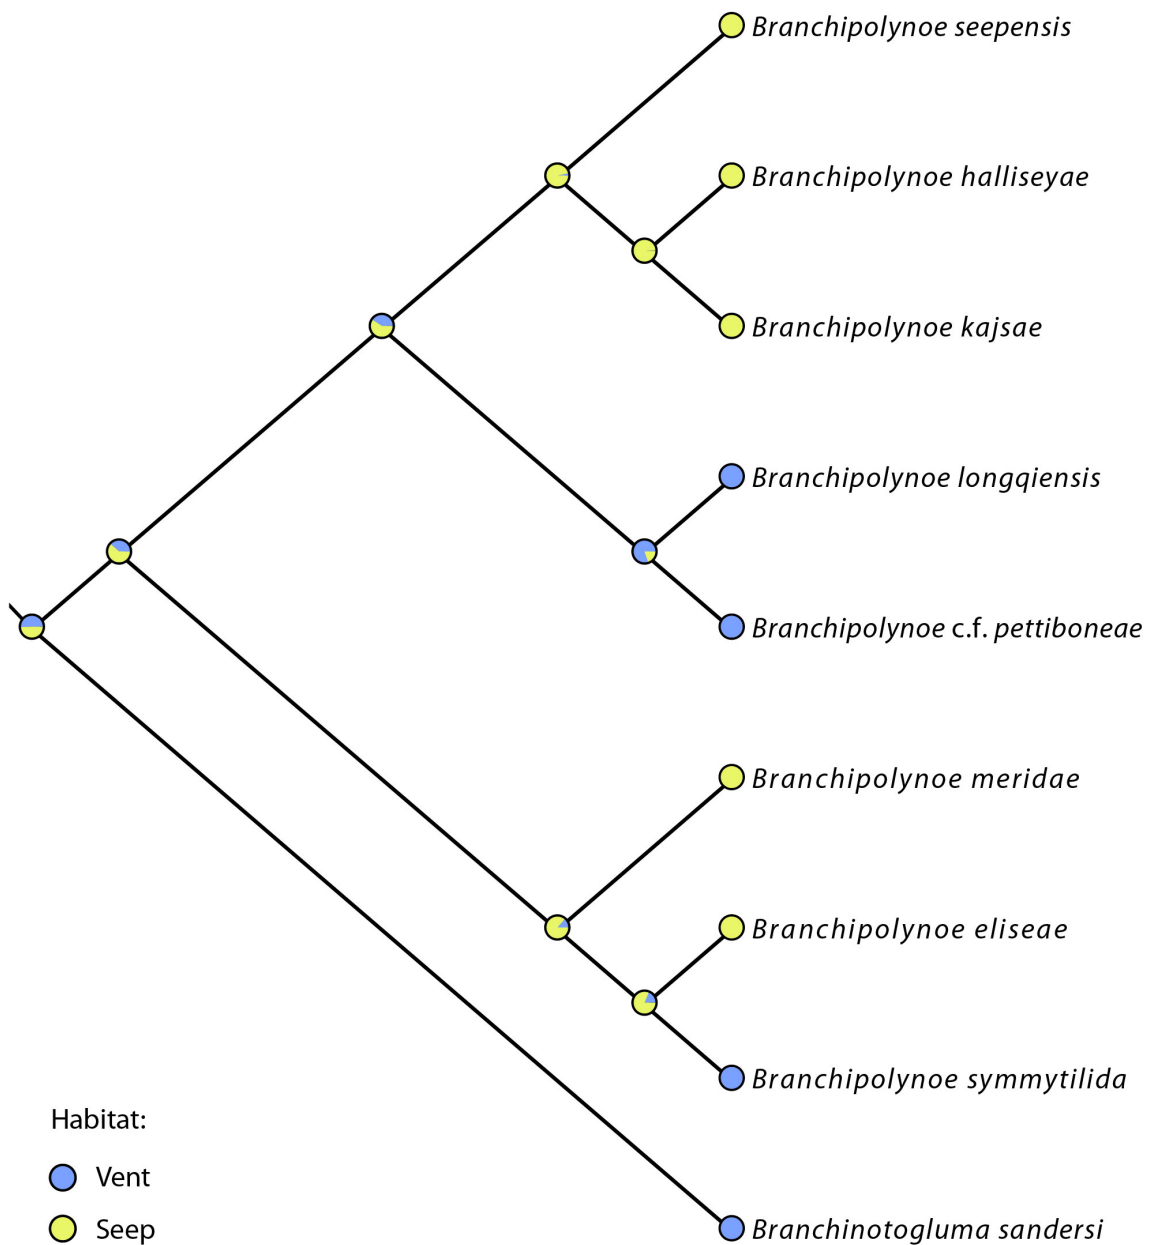 Branchipolynoe seepensis
Branchipolynoe halliseyae
Branchipolynoe kajsae
Branchipolynoe longqiensis
Branchipolynoe c.f. pettiboneae
Branchipolynoe meridae
Branchipolynoe eliseae
Branchipolynoe symmytilida
Habitat:
Vent
Seep
Branchinotogluma sandersi